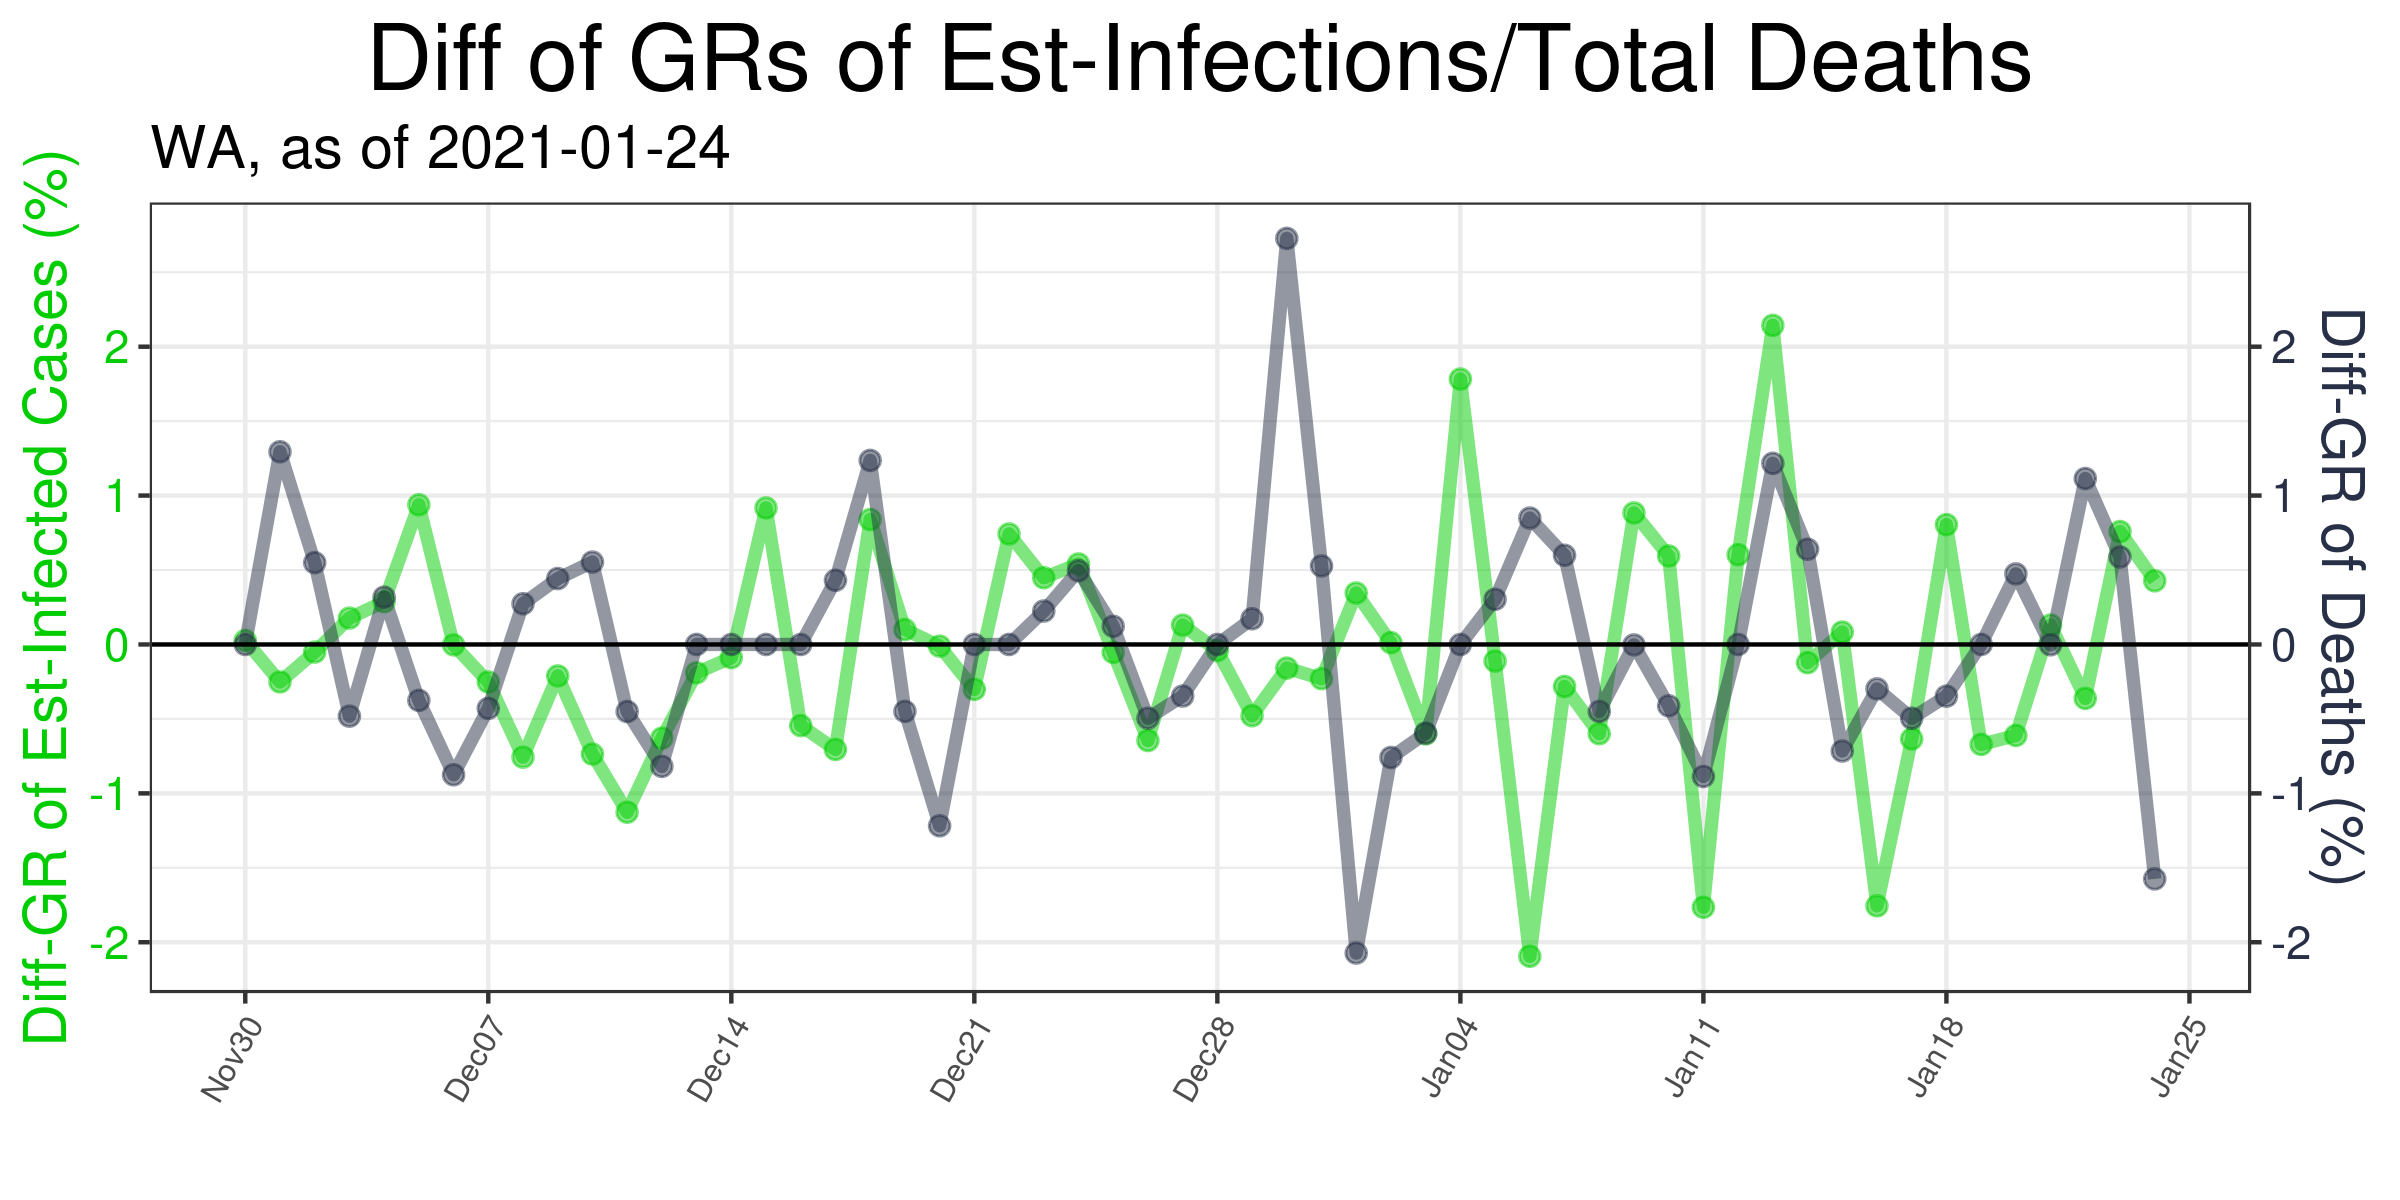 Diff of GRs of Est-Infections/Total Deaths
WA, as of 2021-01-24
Diff-GR of Est-Infected Cases (%)
2
1
0
-1
-2
2
1
0
-1
-2
Diff-GR of Deaths (%)
Nov30
Dec07
Dec14
Dec21
Dec28
Jan04
Jan11
Jan18
Jan25